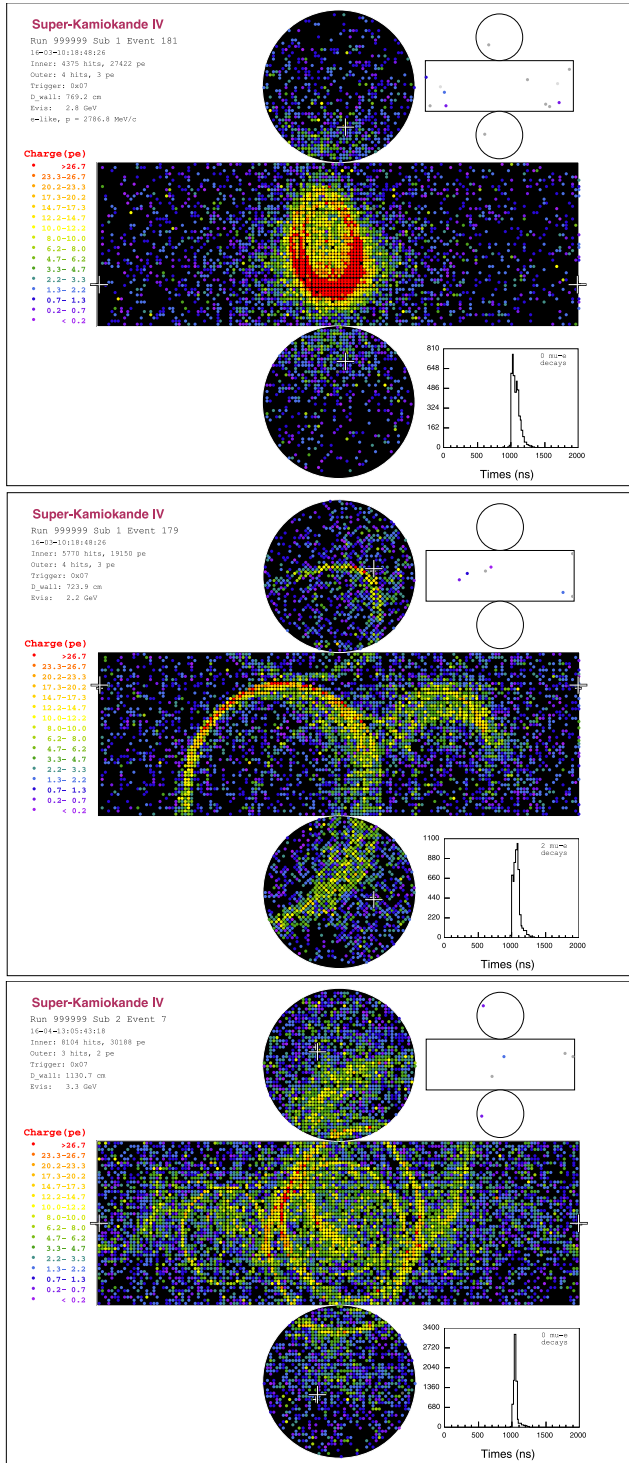 Super-Kamiokande IV
Run 999999 Sub 1 Event 181
16-03-10:18:48:26
Inner: 4375 hits, 27422 pe
Outer: 4 hits, 3 pe
Trigger: 0x07
D_wall: 769.2 cm
Evis: 2.8 GeV
e-like, p = 2786.8 MeV/c
Charge(pe)
>26.7
23.3-26.7
20.2-23.3
17.3-20.2
14.7-17.3
12.2-14.7
10.0-12.2
8.0-10.0
6.2- 8.0
4.7- 6.2
3.3- 4.7
2.2- 3.3
1.3- 2.2
0.7- 1.3
0.2- 0.7
< 0.2
0 mu-e
decays
810
648
486
324
162
0
0 500 1000 1500 2000
Times (ns)
Super-Kamiokande IV
Run 999999 Sub 1 Event 179
16-03-10:18:48:26
Inner: 5770 hits, 19150 pe
Outer: 4 hits, 3 pe
Trigger: 0x07
D_wall: 723.9 cm
Evis: 2.2 GeV
Charge(pe)
>26.7
23.3-26.7
20.2-23.3
17.3-20.2
14.7-17.3
12.2-14.7
10.0-12.2
8.0-10.0
6.2- 8.0
4.7- 6.2
3.3- 4.7
2.2- 3.3
1.3- 2.2
0.7- 1.3
0.2- 0.7
< 0.2
2 mu-e
decays
1100
880
660
440
220
0
0 500 1000 1500 2000
Times (ns)
Super-Kamiokande IV
Run 999999 Sub 2 Event 7
16-04-13:05:43:18
Inner: 8104 hits, 30188 pe
Outer: 3 hits, 2 pe
Trigger: 0x07
D_wall: 1130.7 cm
Evis: 3.3 GeV
Charge(pe)
>26.7
23.3-26.7
20.2-23.3
17.3-20.2
14.7-17.3
12.2-14.7
10.0-12.2
8.0-10.0
6.2- 8.0
4.7- 6.2
3.3- 4.7
2.2- 3.3
1.3- 2.2
0.7- 1.3
0.2- 0.7
< 0.2
0 mu-e
decays
3400
2720
2040
1360
680
0
0 500 1000 1500 2000
Times (ns)